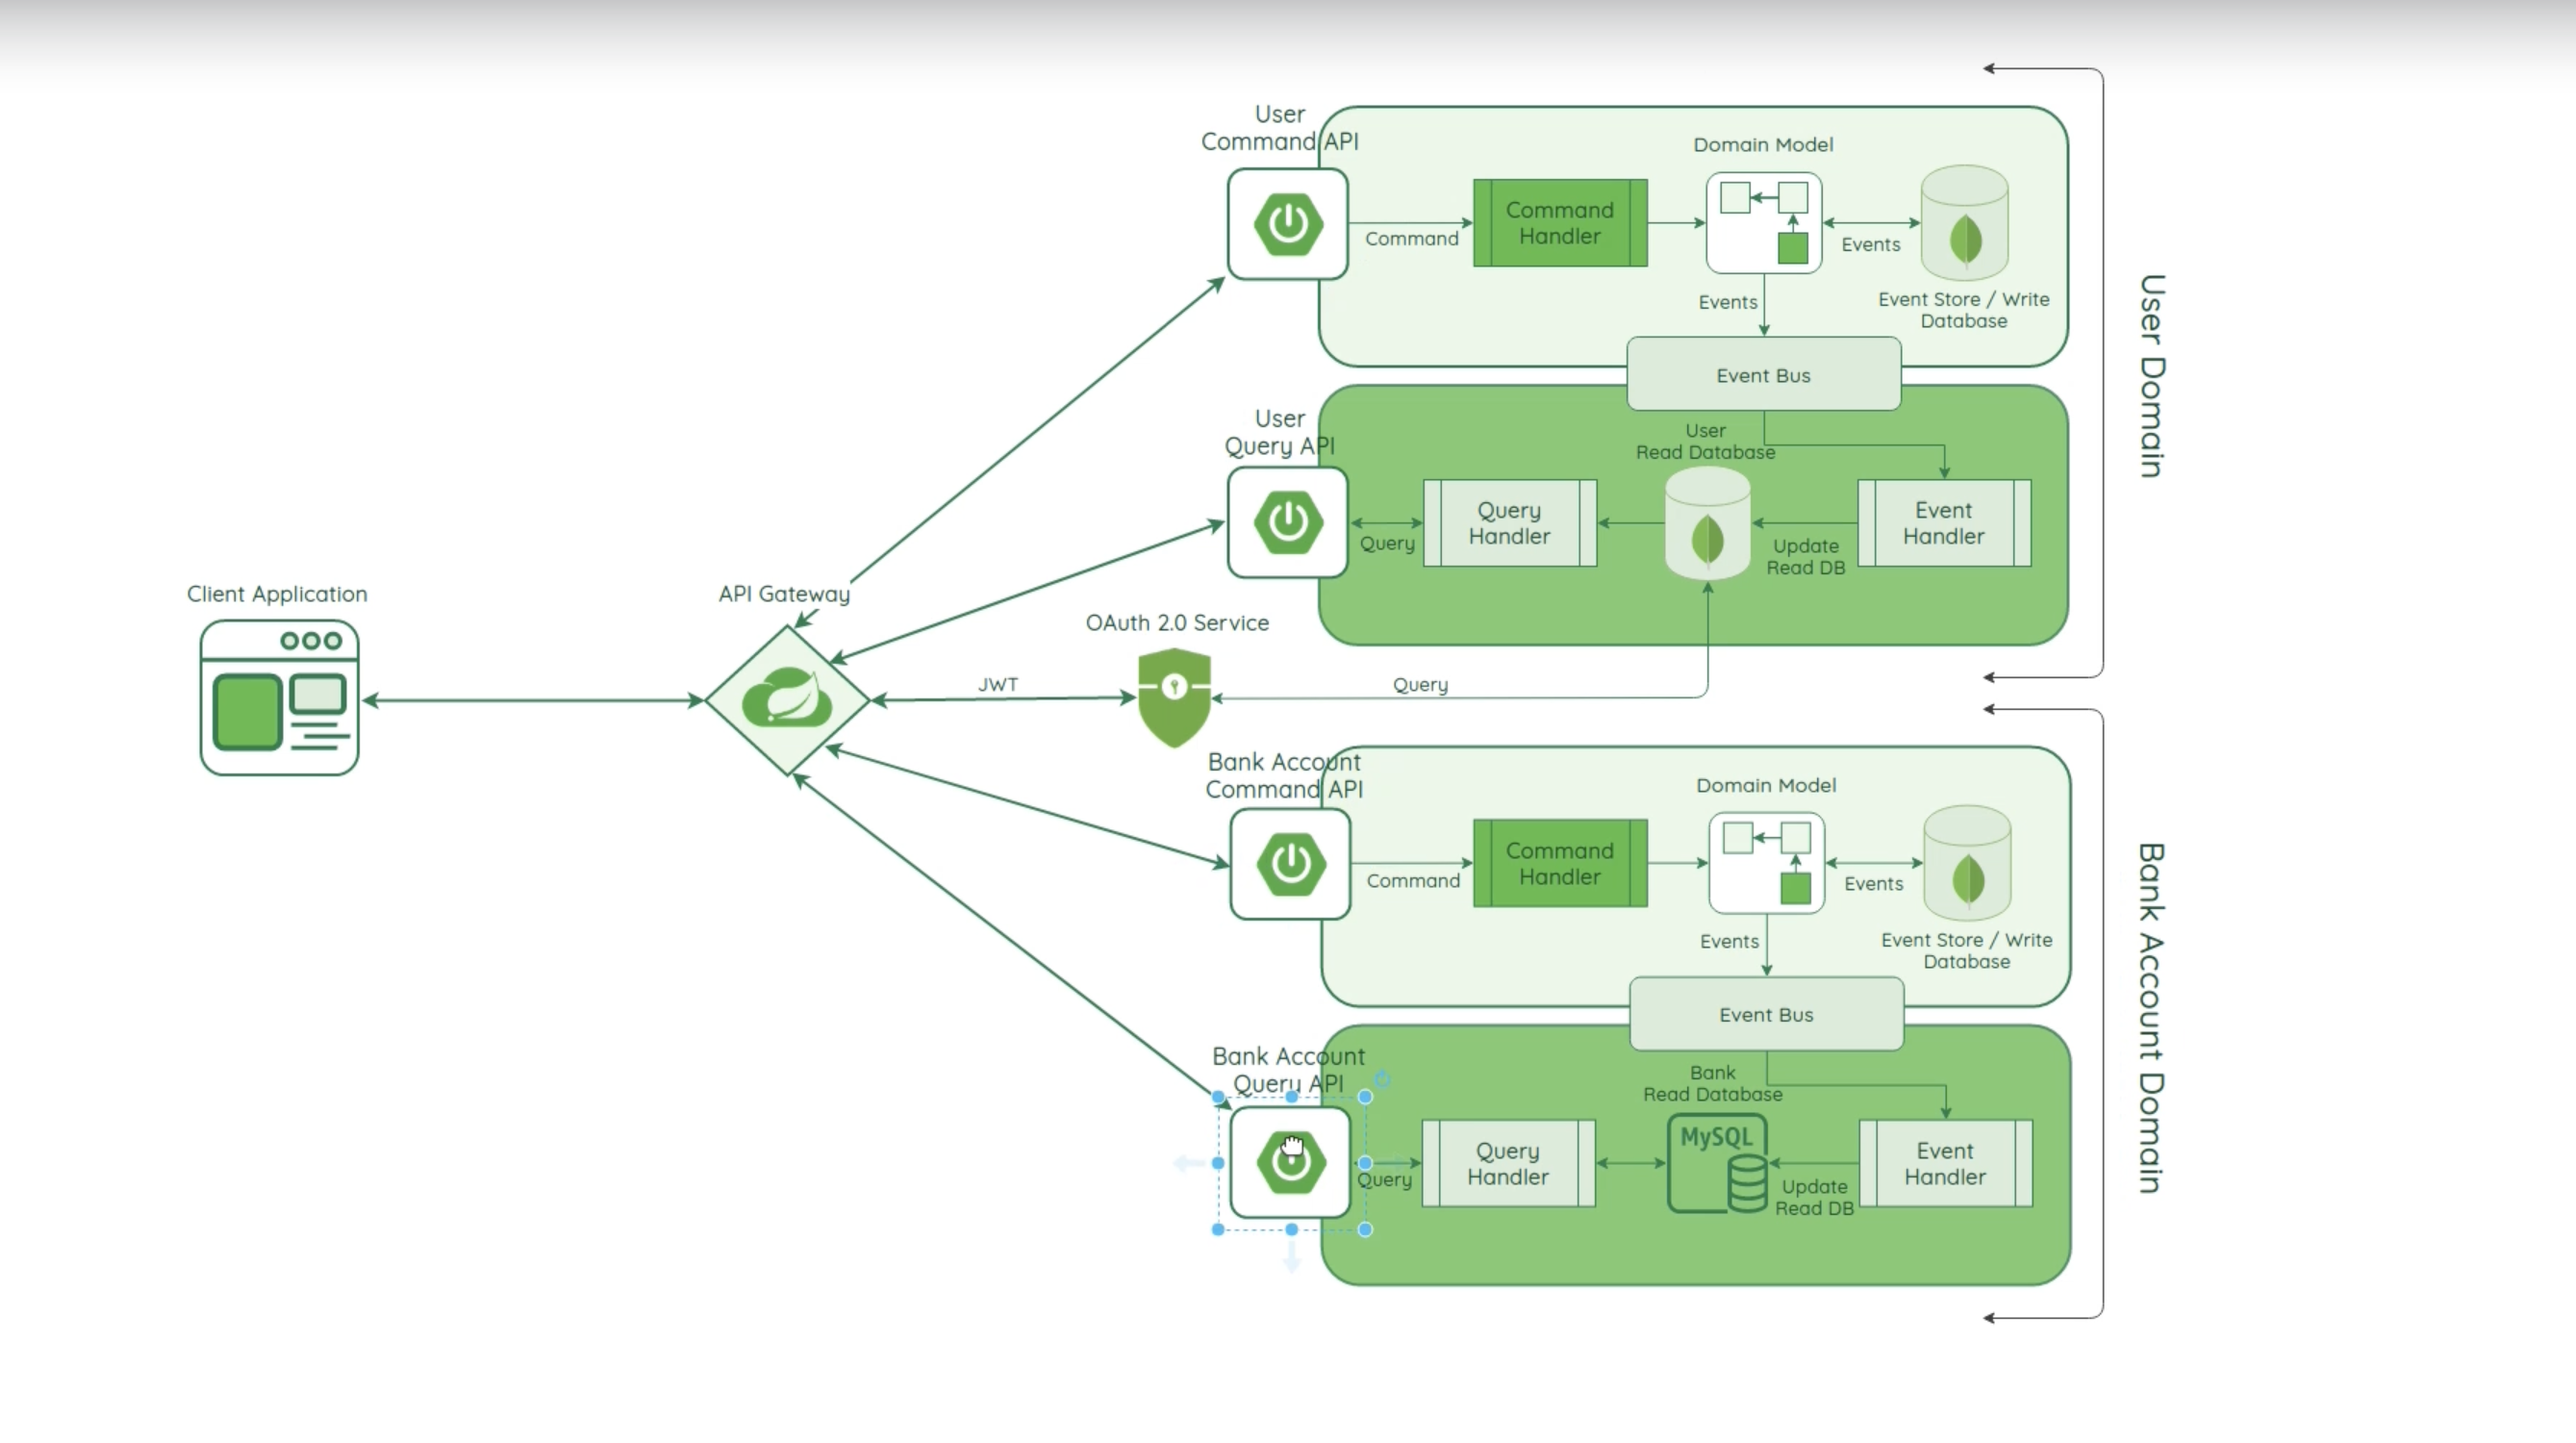 User
Command API
Domain Model
Command
Handler
Command
Events
Events
Event Store / Write
Database
Event Bus
User
Query API
User
Read Database
Query
Handler
Query
Event
Handler
Update
Read DB
User Domain
Client Application
API Gateway
OAuth 2.0 Service
JWT
Query
Bank Account
Command API
Domain Model
Command
Handler
Command
Events
Events
Event Store / Write
Database
Event Bus
Bank Account
Query API
Bank
Read Database
MySQL
Query
Handler
Query
Event
Handler
Update
Read DB
Bank Account Domain